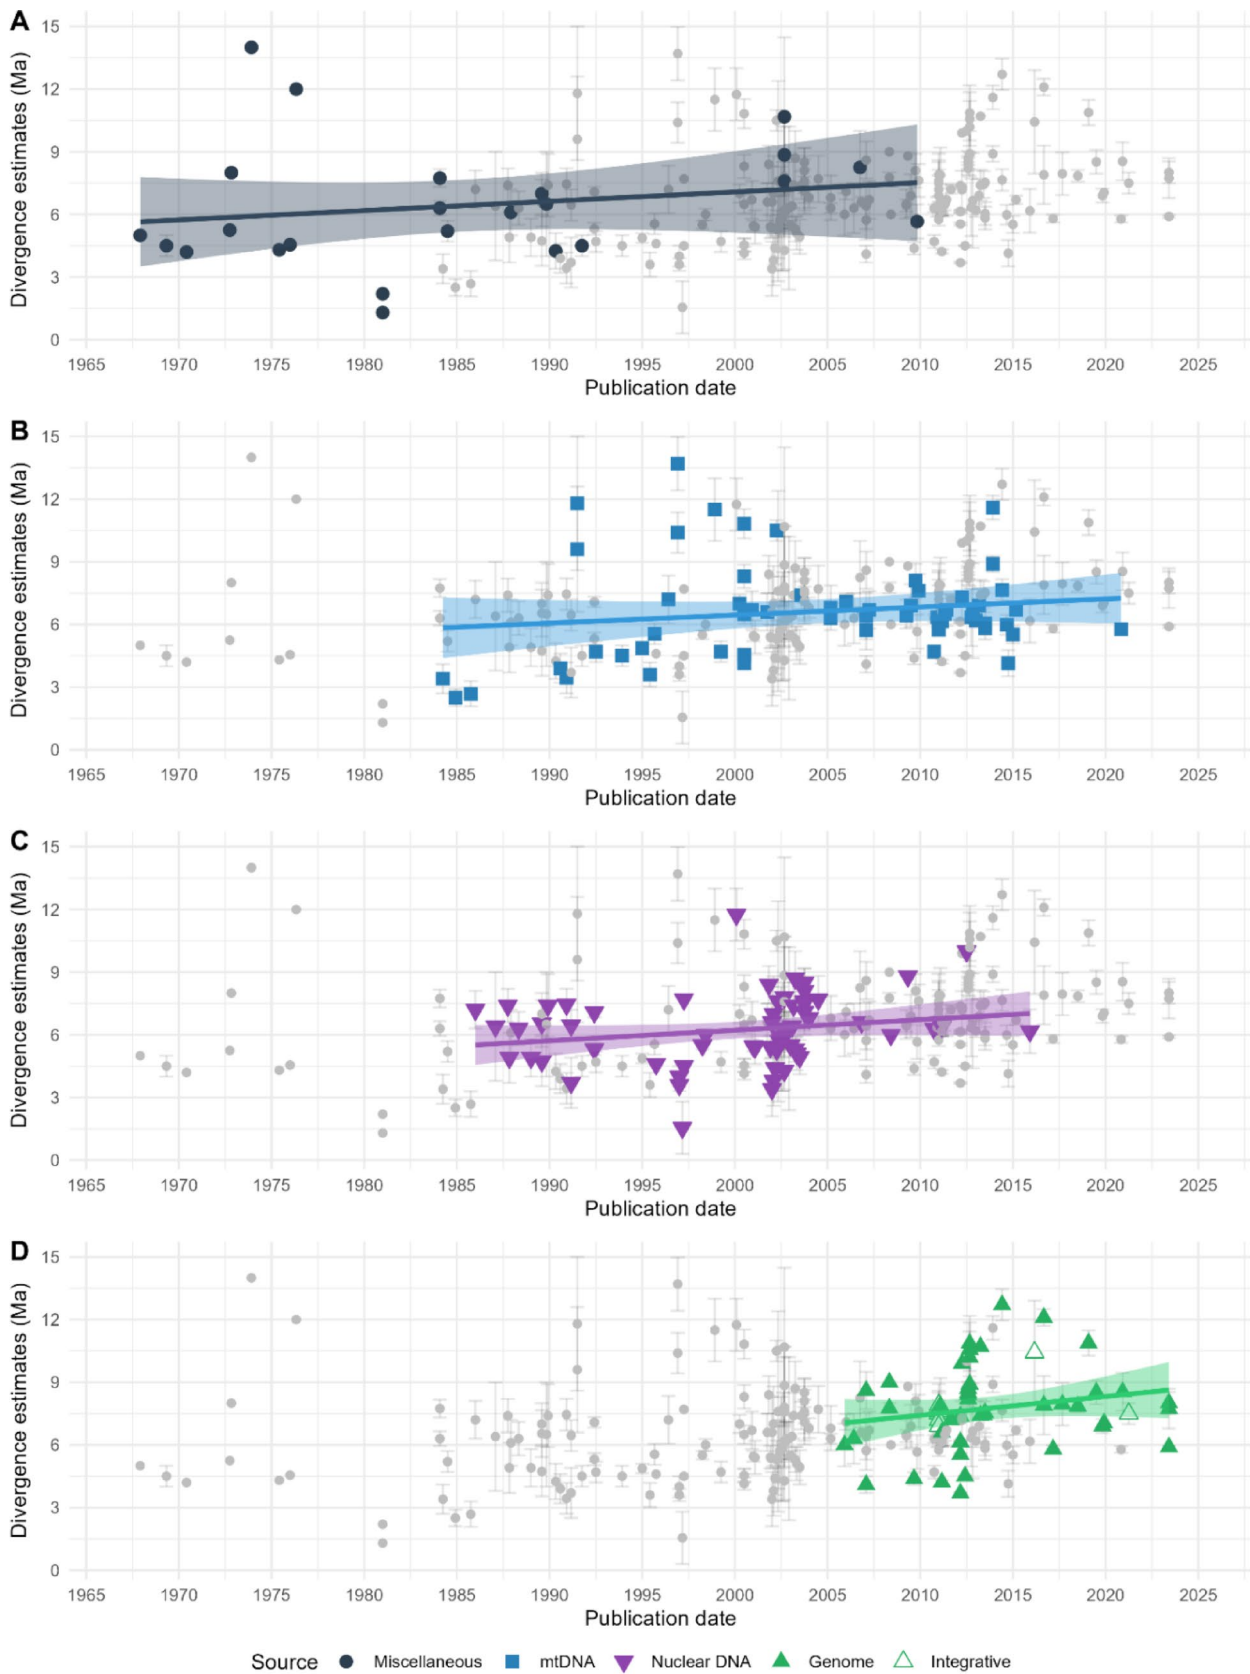 A
Divergence estimates (Ma)
15
12
9
6
3
0
1965 1970 1975 1980 1985 1990 1995 2000 2005 2010 2015 2020 2025
Publication date
B
Divergence estimates (Ma)
15
12
9
6
3
0
1965 1970 1975 1980 1985 1990 1995 2000 2005 2010 2015 2020 2025
Publication date
C
Divergence estimates (Ma)
15
12
9
6
3
0
1965 1970 1975 1980 1985 1990 1995 2000 2005 2010 2015 2020 2025
Publication date
D
Divergence estimates (Ma)
15
12
9
6
3
0
1965 1970 1975 1980 1985 1990 1995 2000 2005 2010 2015 2020 2025
Publication date
Source Miscellaneous mtDNA Nuclear DNA Genome Integrative